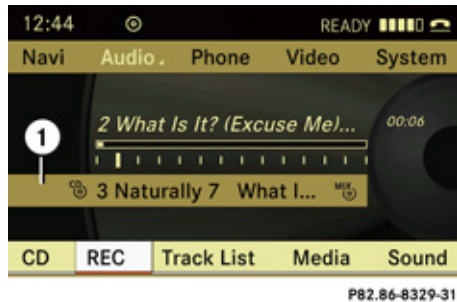 12:44 READY
Navi Audio Phone Video System
2 What Is It? (Excuse Me)... 00:06
1
CD 3 Naturally 7 What I... MIX
CD REC Track List Media Sound
P82.86-8329-31